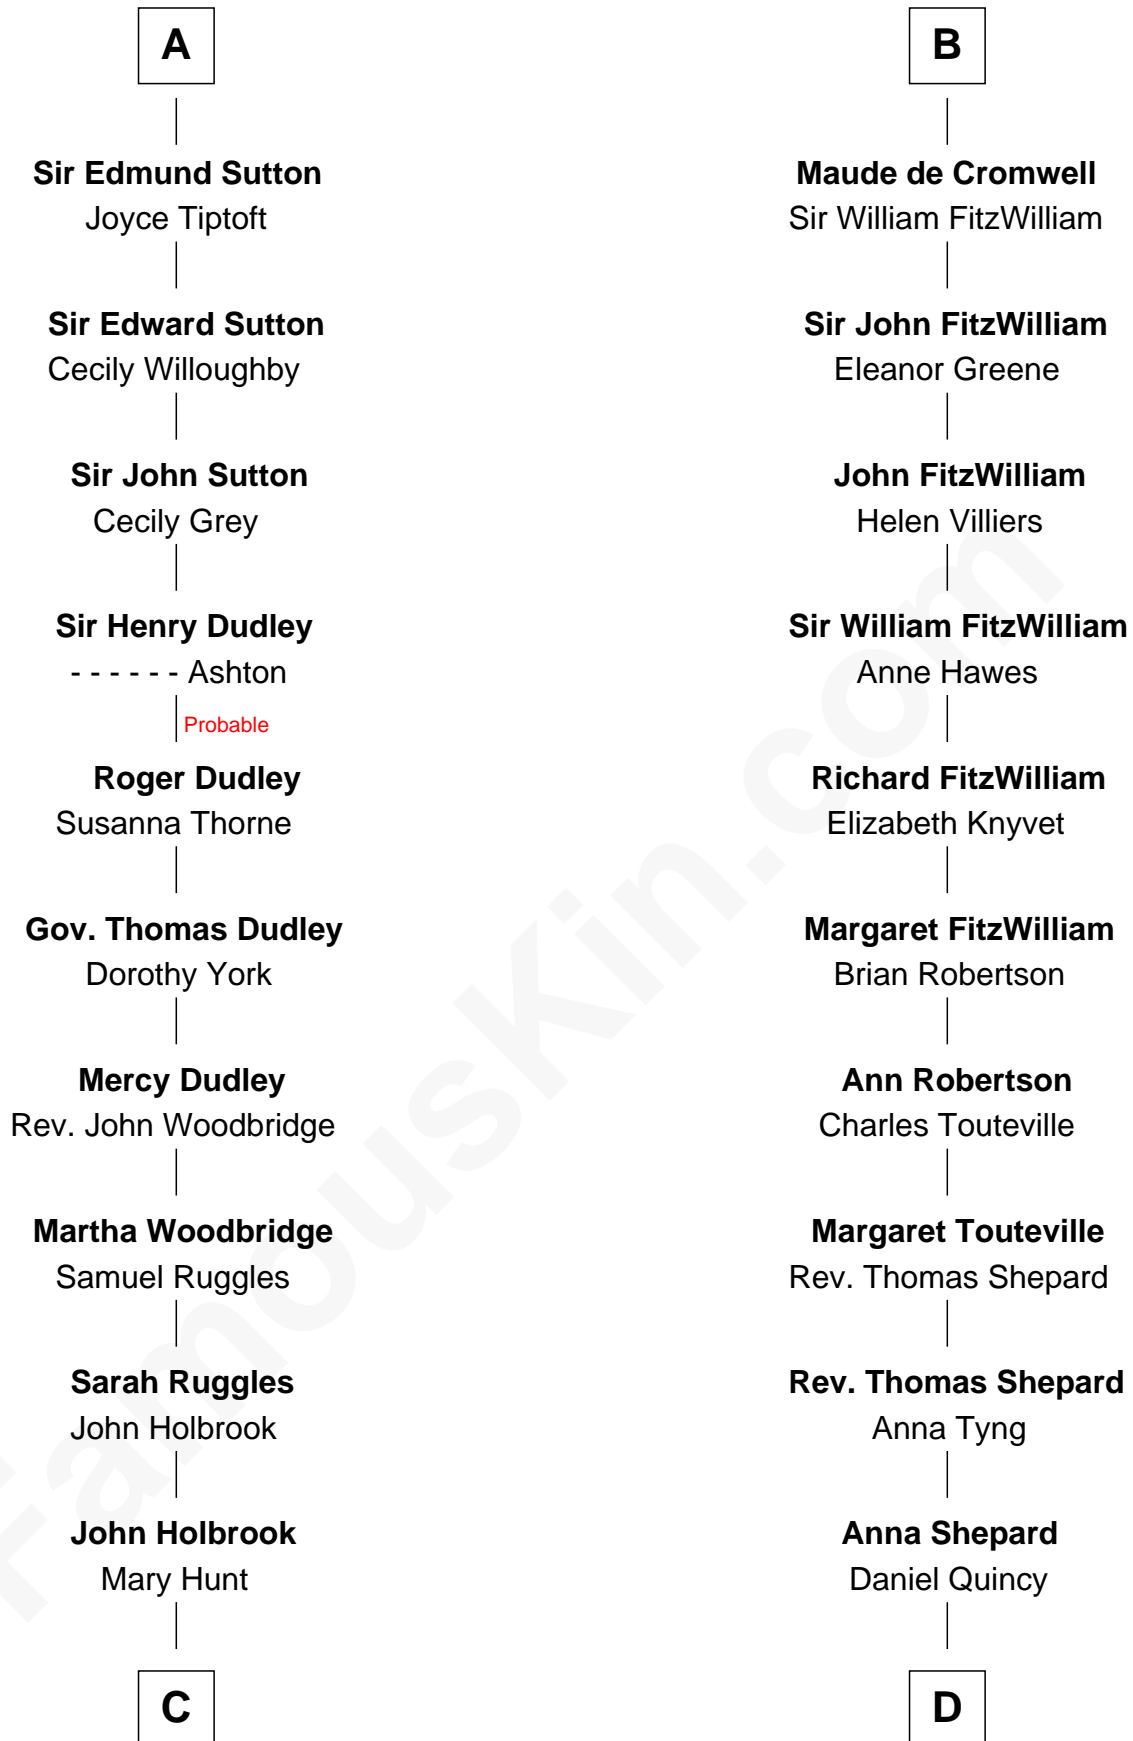 A
Sir Edmund Sutton
Joyce Tiptoft
Sir Edward Sutton
Cecily Willoughby
Sir John Sutton
Cecily Grey
Sir Henry Dudley
- - - - - - Ashton
Probable
Roger Dudley
Susanna Thorne
Gov. Thomas Dudley
Dorothy York
Mercy Dudley
Rev. John Woodbridge
Martha Woodbridge
Samuel Ruggles
Sarah Ruggles
John Holbrook
John Holbrook
Mary Hunt
C
B
Maude de Cromwell
Sir William FitzWilliam
Sir John FitzWilliam
Eleanor Greene
John FitzWilliam
Helen Villiers
Sir William FitzWilliam
Anne Hawes
Richard FitzWilliam
Elizabeth Knyvet
Margaret FitzWilliam
Brian Robertson
Ann Robertson
Charles Touteville
Margaret Touteville
Rev. Thomas Shepard
Rev. Thomas Shepard
Anna Tyng
Anna Shepard
Daniel Quincy
D
FamousKin.com